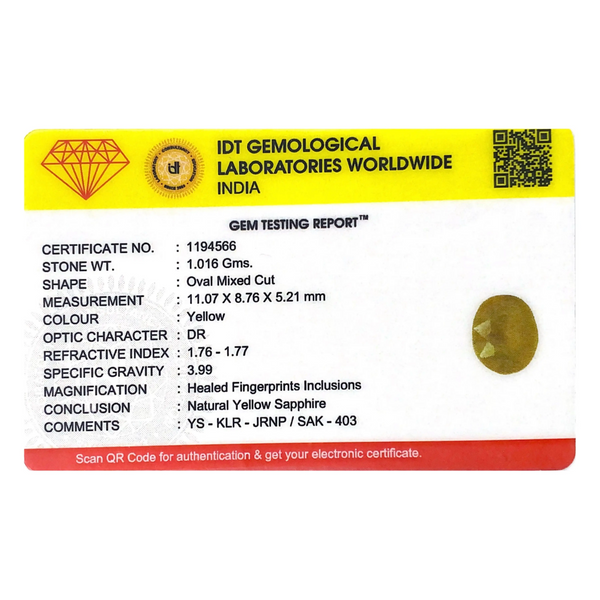 IDT GEMOLOGICAL
LABORATORIES WORLDWIDE
INDIA
GEM TESTING REPORT™
CERTIFICATE NO. : 1194566
STONE WT. : 1.016 Gms.
SHAPE : Oval Mixed Cut
MEASUREMENT : 11.07 X 8.76 X 5.21 mm
COLOUR : Yellow
OPTIC CHARACTER : DR
REFRACTIVE INDEX : 1.76 - 1.77
SPECIFIC GRAVITY : 3.99
MAGNIFICATION : Healed Fingerprints Inclusions
CONCLUSION : Natural Yellow Sapphire
COMMENTS : YS - KLR - JRNP / SAK - 403
Scan QR Code for authentication & get your electronic certificate.